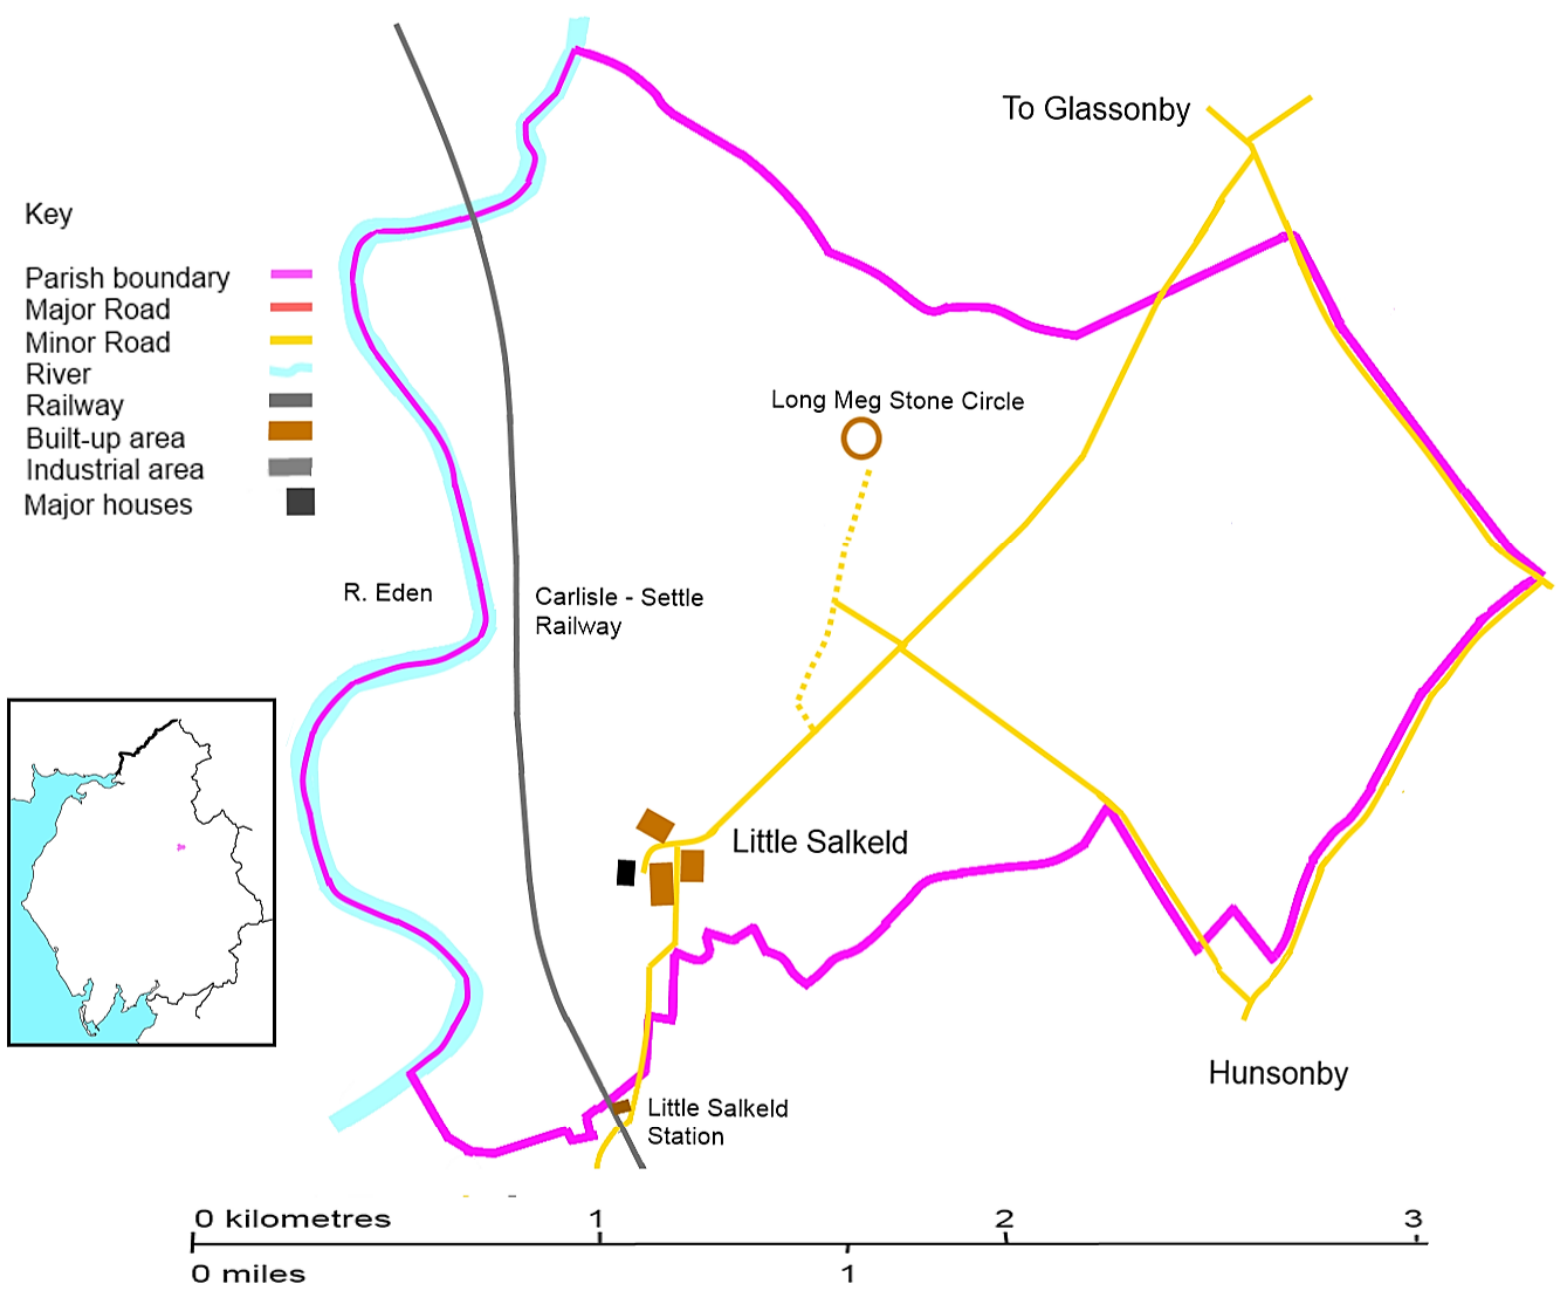 To Glassonby
Key
Parish boundary
Major Road
Minor Road
River
Railway
Built-up area
Industrial area
Major houses
Long Meg Stone Circle
R. Eden
Carlisle - Settle
Railway
Little Salkeld
Hunsonby
Little Salkeld
Station
0 kilometres 1 2 3
0 miles 1